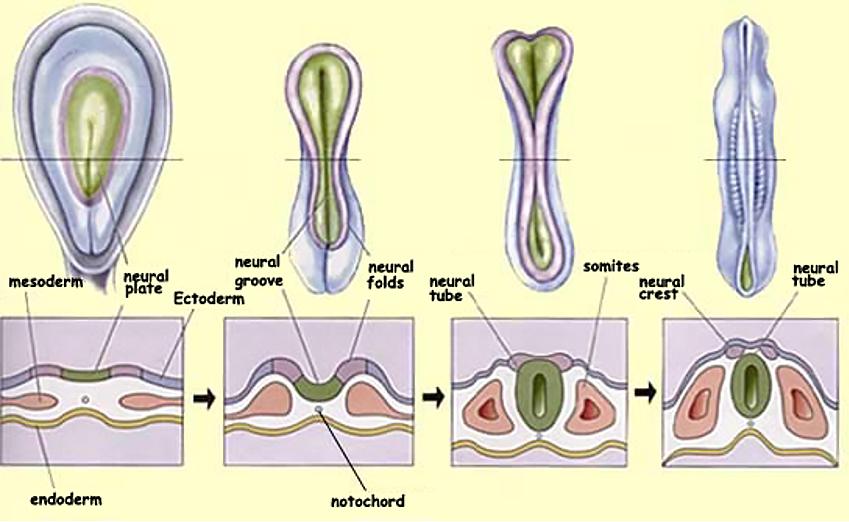 mesoderm
neural
plate
Ectoderm
neural
groove
neural
folds
neural
tube
somites
neural
crest
neural
tube
endoderm
notochord